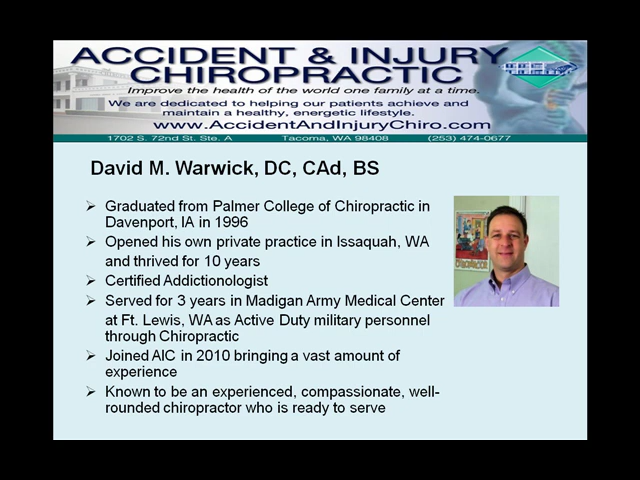 ACCIDENT & INJURY
CHIROPRACTIC
Improve the health of the world one family at a time.
We are dedicated to helping our patients achieve and
maintain a healthy, energetic lifestyle.
www.AccidentAndInjuryChiro.com
1702 S. 72nd St. Ste. A Tacoma, WA 98408 (253) 474-0677
David M. Warwick, DC, CAd, BS
➢ Graduated from Palmer College of Chiropractic in
Davenport, IA in 1996
➢ Opened his own private practice in Issaquah, WA
and thrived for 10 years
➢ Certified Addictionologist
➢ Served for 3 years in Madigan Army Medical Center
at Ft. Lewis, WA as Active Duty military personnel
through Chiropractic
➢ Joined AIC in 2010 bringing a vast amount of
experience
➢ Known to be an experienced, compassionate, well-
rounded chiropractor who is ready to serve